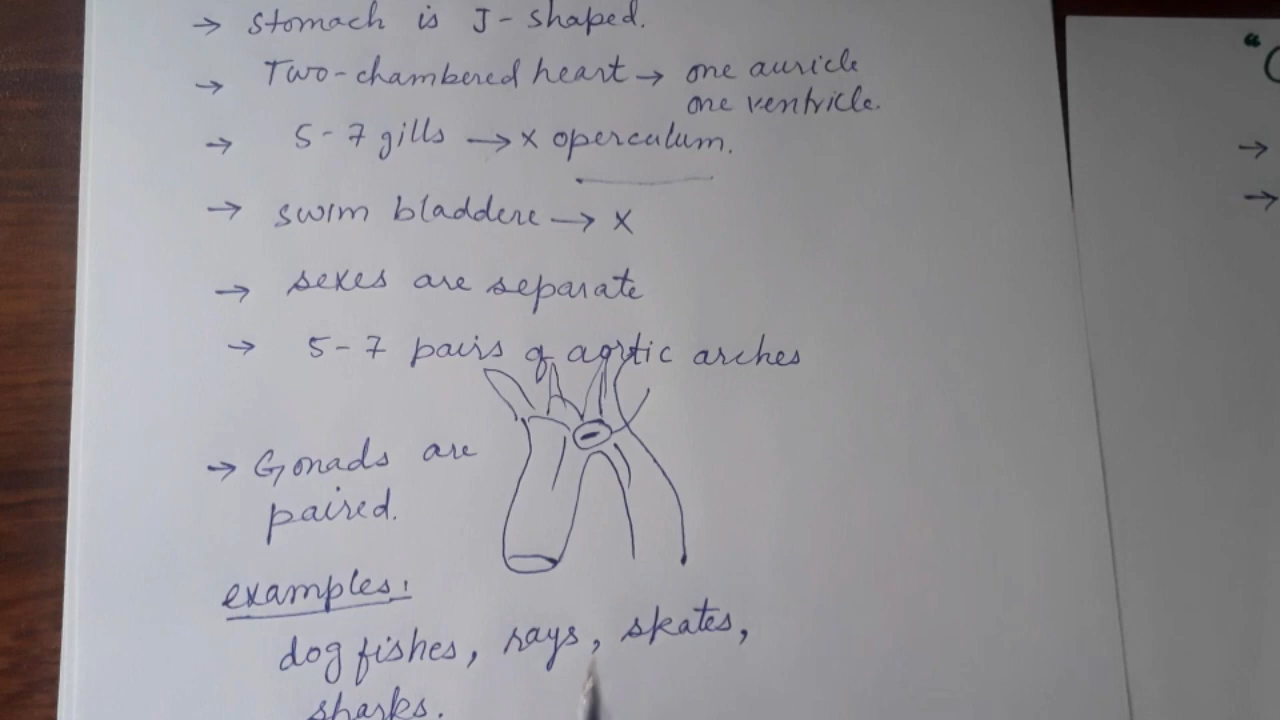 → Stomach is J-shaped.
→ Two-chambered heart → one auricle
one ventricle.
→ 5-7 gills → x operculum.
→ swim bladdere → x
→ sexes are separate
→ 5-7 pairs of aortic arches
→ Gonads are
paired.
examples:
dog fishes, rays, skates,
sharks.
→
→